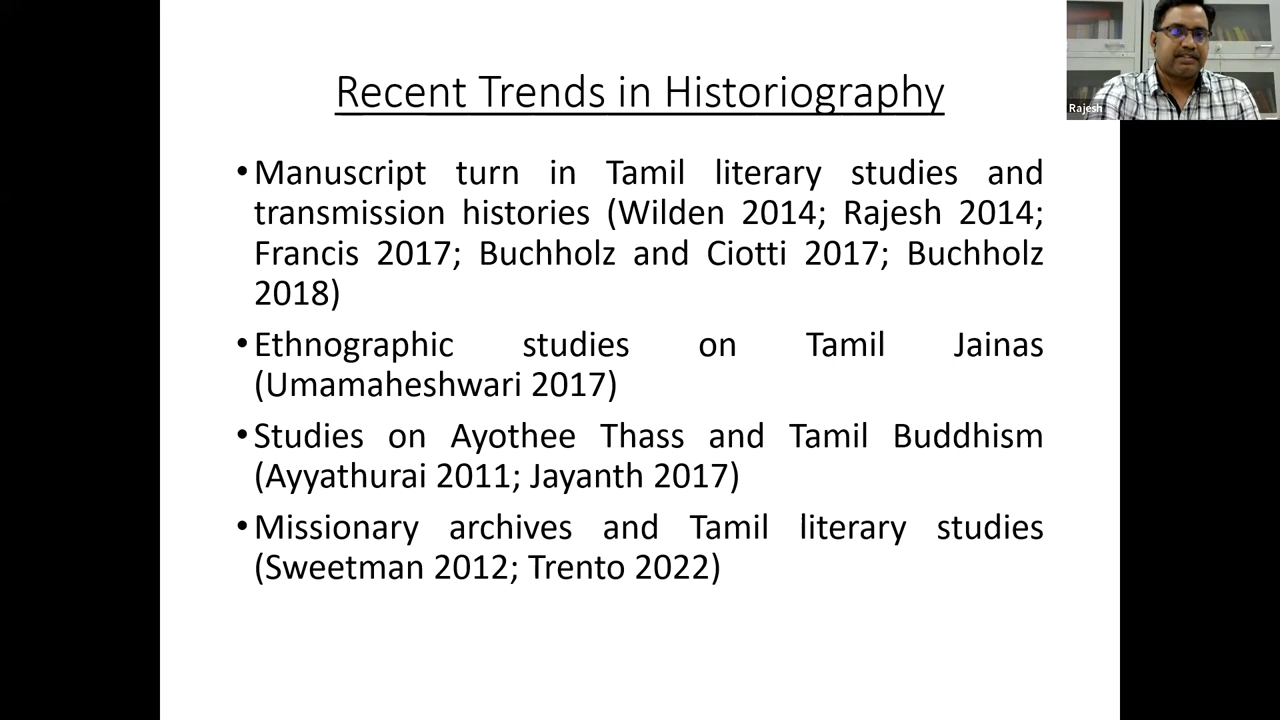 Recent Trends in Historiography
• Manuscript turn in Tamil literary studies and
transmission histories (Wilden 2014; Rajesh 2014;
Francis 2017; Buchholz and Ciotti 2017; Buchholz
2018)
• Ethnographic studies on Tamil Jainas
(Umamaheshwari 2017)
• Studies on Ayothee Thass and Tamil Buddhism
(Ayyathurai 2011; Jayanth 2017)
• Missionary archives and Tamil literary studies
(Sweetman 2012; Trento 2022)
Rajesh